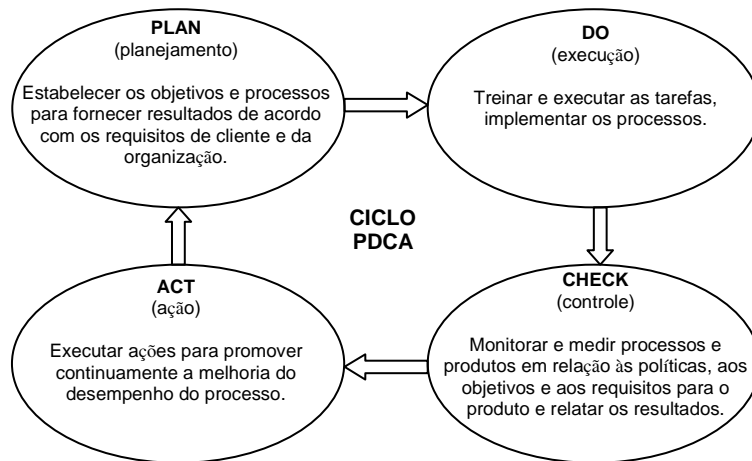 PLAN
(planejamento)
Estabelecer os objetivos e processos
para fornecer resultados de acordo
com os requisitos de cliente e da
organização.
DO
(execução)
Treinar e executar as tarefas,
implementar os processos.
CICLO
PDCA
CHECK
(controle)
Monitorar e medir processos e
produtos em relação às políticas, aos
objetivos e aos requisitos para o
produto e relatar os resultados.
ACT
(ação)
Executar ações para promover
continuamente a melhoria do
desempenho do processo.